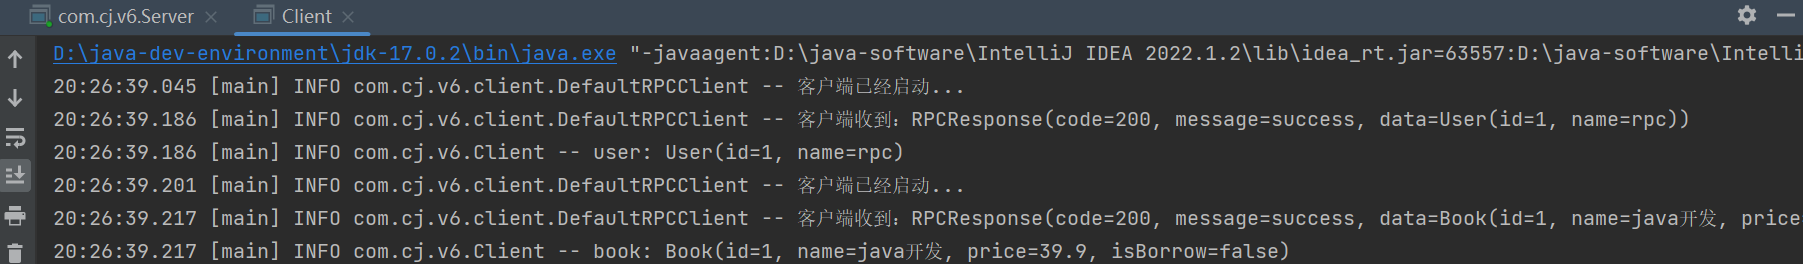 com.cj.v6.Server Client
D:\java-dev-environment\jdk-17.0.2\bin\java.exe "-javaagent:D:\java-software\IntelliJ IDEA 2022.1.2\lib\idea_rt.jar=63557:D:\java-software\Intelli
20:26:39.045 [main] INFO com.cj.v6.client.DefaultRPCClient -- 客户端已经启动...
20:26:39.186 [main] INFO com.cj.v6.client.DefaultRPCClient -- 客户端收到：RPCResponse(code=200, message=success, data=User(id=1, name=rpc))
20:26:39.186 [main] INFO com.cj.v6.Client -- user: User(id=1, name=rpc)
20:26:39.201 [main] INFO com.cj.v6.client.DefaultRPCClient -- 客户端已经启动...
20:26:39.217 [main] INFO com.cj.v6.client.DefaultRPCClient -- 客户端收到：RPCResponse(code=200, message=success, data=Book(id=1, name=java开发, price=
20:26:39.217 [main] INFO com.cj.v6.Client -- book: Book(id=1, name=java开发, price=39.9, isBorrow=false)